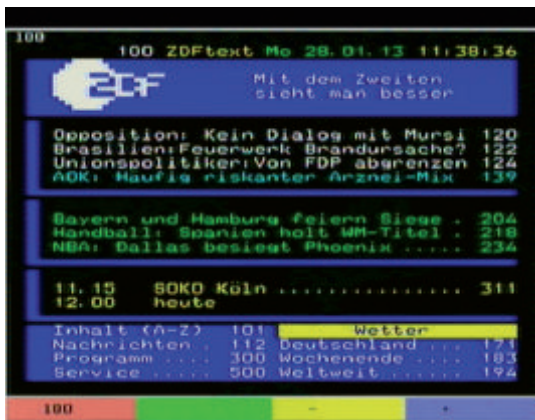 100
100 ZDFtext Mo 28.01.13 11:38:36
ZDF
Mit dem Zweiten
sieht man besser
Opposition: Kein Dialog mit Mursi 120
Brasilien:Feuerwerk Brandursache? 122
Unionspolitiker:Von FDP abgrenzen 124
AOK: Häufig riskanter Arznei-Mix 139
Bayern und Hamburg feiern Siege . 204
Handball: Spanien holt WM-Titel . 218
NBA: Dallas besiegt Phoenix ..... 234
11.15 SOKO Köln ............... 311
12.00 heute
Inhalt (A-Z) 101 Wetter
Nachrichten . 112 Deutschland ... 171
Programm .... 300 Wochenende .... 183
Service ..... 500 Weltweit ...... 194
100 - +